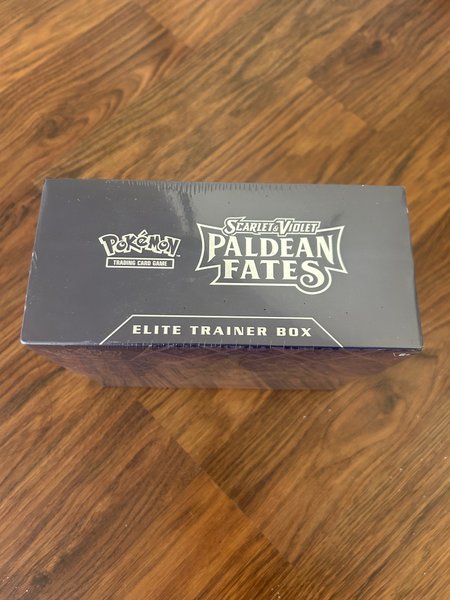 Pokémon
TRADING CARD GAME
SCARLET & VIOLET
PALDEAN
FATES
ELITE TRAINER BOX